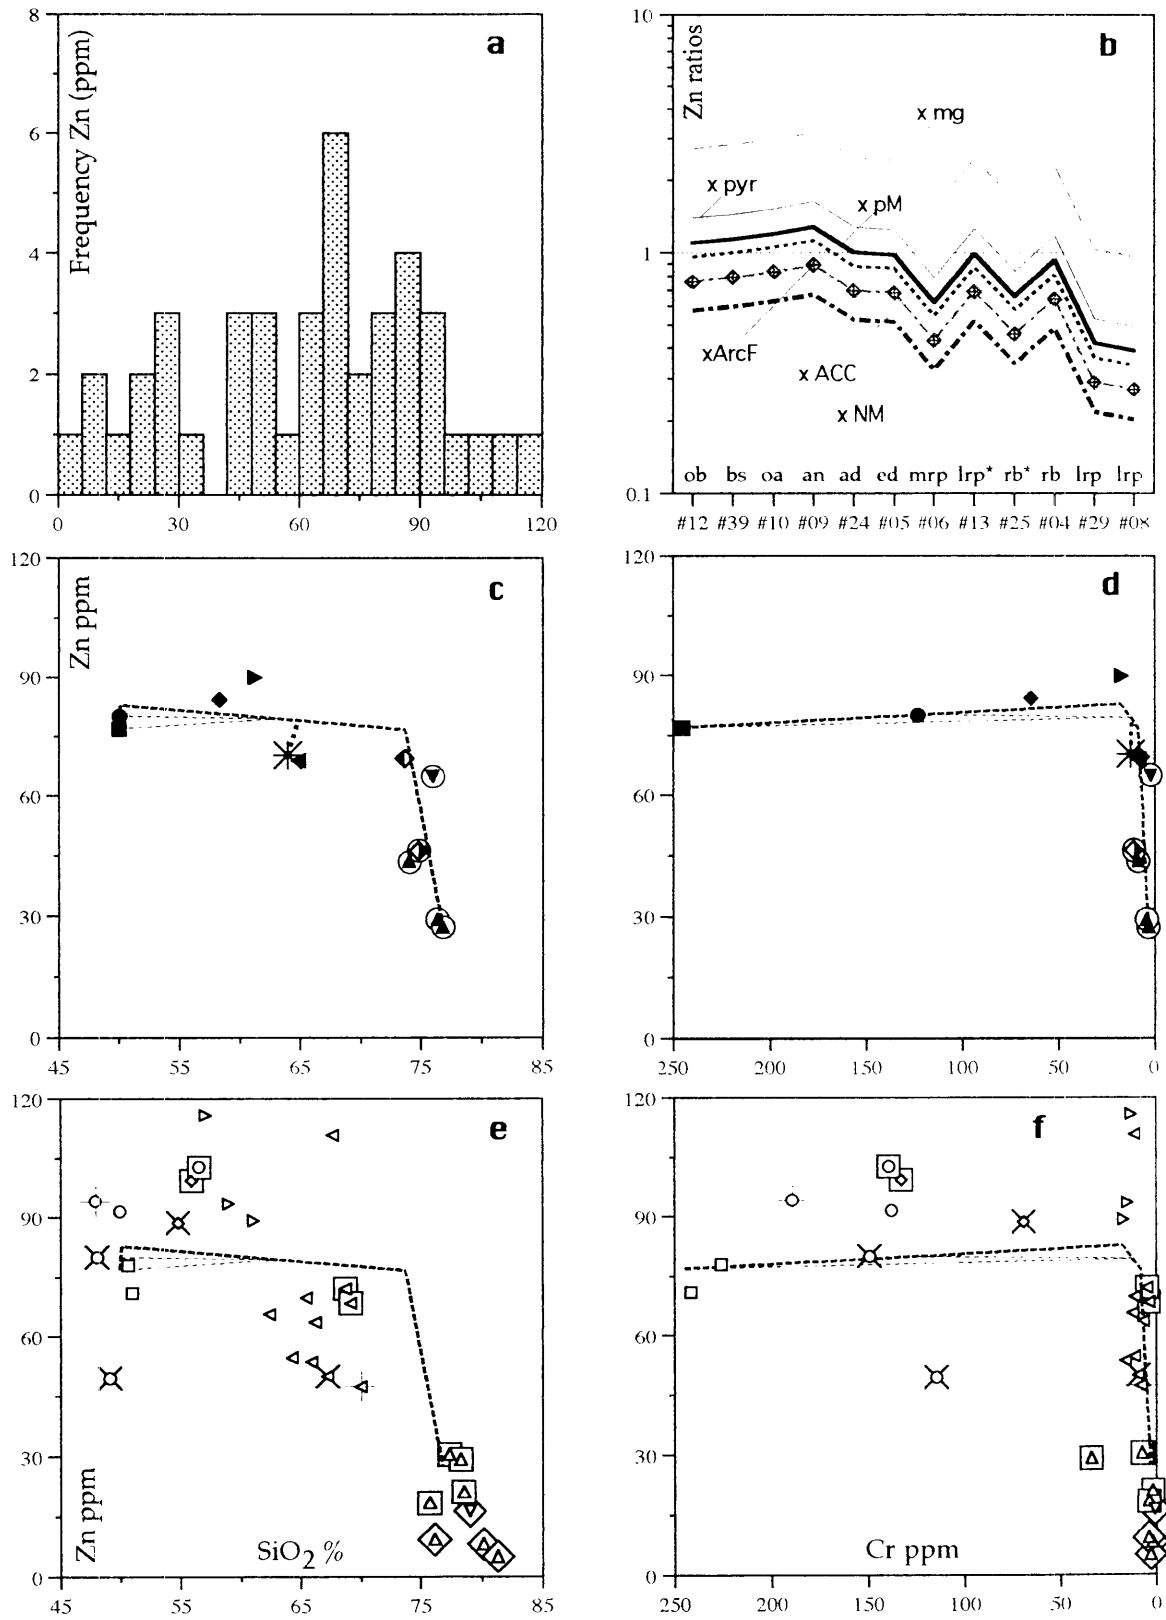 a
Frequency Zn (ppm)
8
6
4
2
0
0 30 60 90 120
b
Zn ratios
10
1
0.1
x mg
x pyr
x pM
xArcF
x ACC
x NM
ob bs oa an ad ed mrp lrp* rb* rb lrp lrp
#12 #39 #10 #09 #24 #05 #06 #13 #25 #04 #29 #08
c
Zn ppm
120
90
60
30
0
45 55 65 75 85
d
120
90
60
30
0
250 200 150 100 50 0
e
Zn ppm
120
90
60
30
0
SiO2 %
45 55 65 75 85
f
120
90
60
30
0
Cr ppm
250 200 150 100 50 0